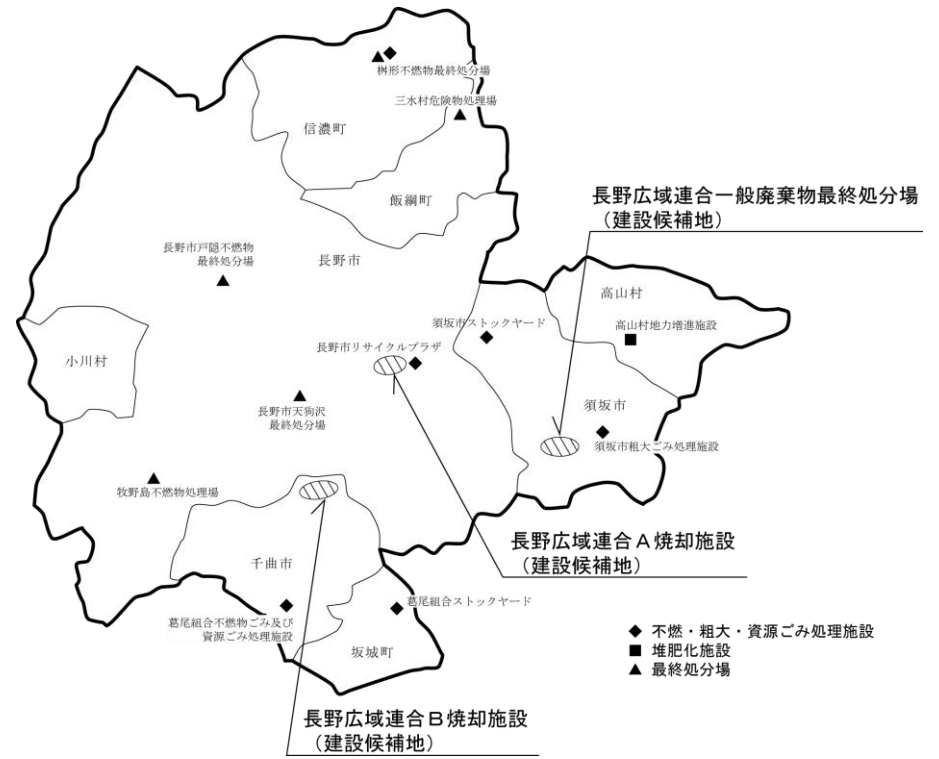 桝形不燃物最終処分場
三水村危険物処理場
信濃町
飯綱町
長野広域連合一般廃棄物最終処分場
（建設候補地）
長野市戸隠不燃物
最終処分場
長野市
高山村
須坂市ストックヤード
高山村地力増進施設
長野市リサイクルプラザ
小川村
須坂市
長野市天狗沢
最終処分場
須坂市粗大ごみ処理施設
牧野島不燃物処理場
長野広域連合Ａ焼却施設
（建設候補地）
千曲市
葛尾組合ストックヤード
葛尾組合不燃物ごみ及び
資源ごみ処理施設
坂城町
◆ 不燃・粗大・資源ごみ処理施設
■ 堆肥化施設
▲ 最終処分場
長野広域連合Ｂ焼却施設
（建設候補地）